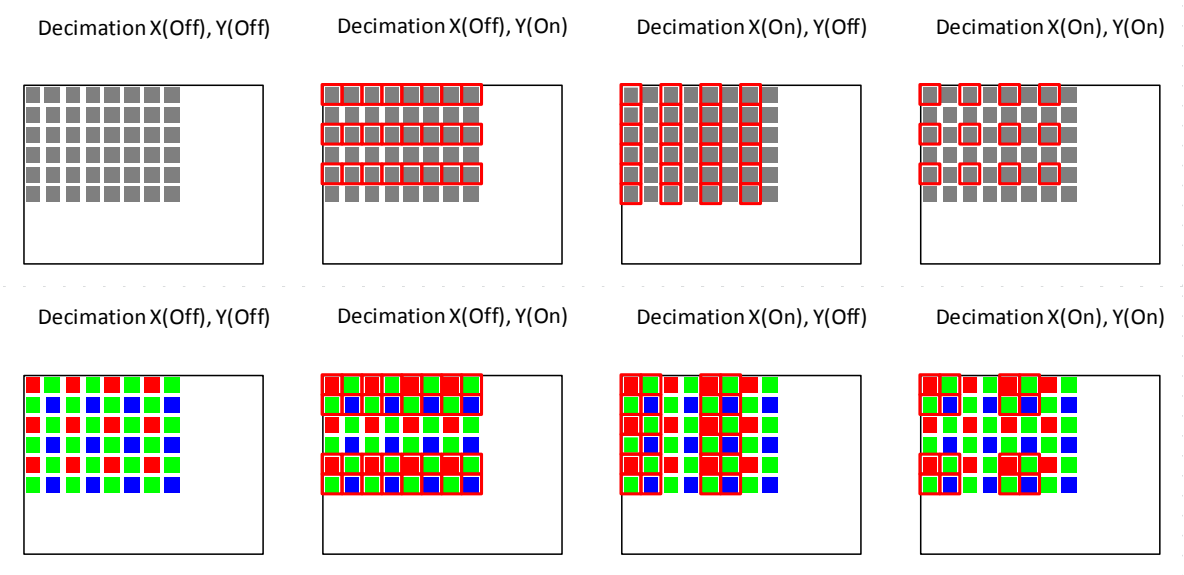 Decimation X(Off), Y(Off)
Decimation X(Off), Y(On)
Decimation X(On), Y(Off)
Decimation X(On), Y(On)
Decimation X(Off), Y(Off)
Decimation X(Off), Y(On)
Decimation X(On), Y(Off)
Decimation X(On), Y(On)